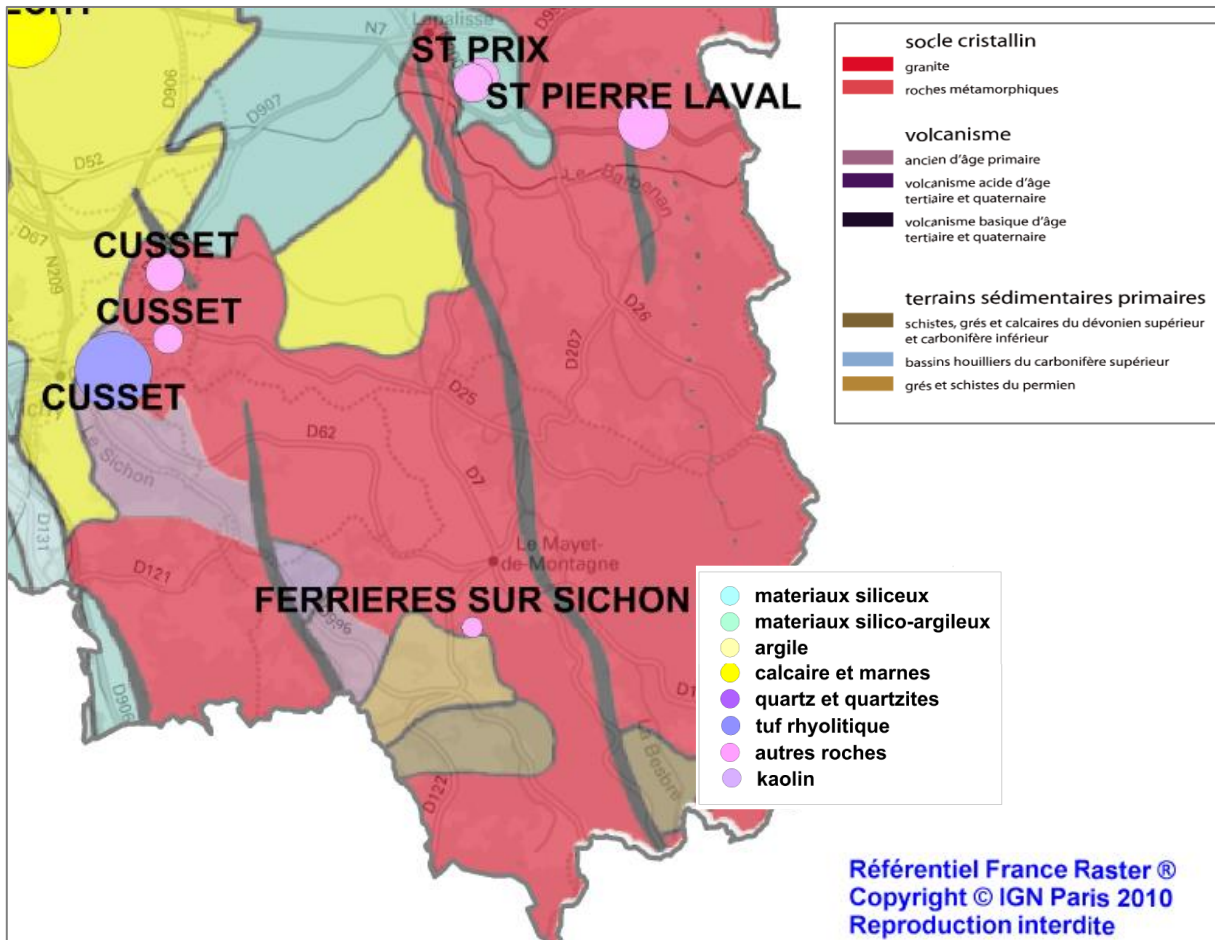 N7
Lapalisse
ST PRIX
ST PIERRE LAVAL
D906
D907
D52
Le Barbenan
D67
N209
CUSSET
CUSSET
CUSSET
D26
D207
D25
D62
D7
Le Sichon
D131
D121
Le Mayet-
de-Montagne
FERRIERES SUR SICHON
D995
D906
D122
La Besbre
socle cristallin
granite
roches métamorphiques
volcanisme
ancien d'âge primaire
volcanisme acide d'âge
tertiaire et quaternaire
volcanisme basique d'âge
tertiaire et quaternaire
terrains sédimentaires primaires
schistes, grés et calcaires du dévonien supérieur
et carbonifère inférieur
bassins houilliers du carbonifère supérieur
grés et schistes du permien
materiaux siliceux
materiaux silico-argileux
argile
calcaire et marnes
quartz et quartzites
tuf rhyolitique
autres roches
kaolin
Référentiel France Raster ®
Copyright © IGN Paris 2010
Reproduction interdite